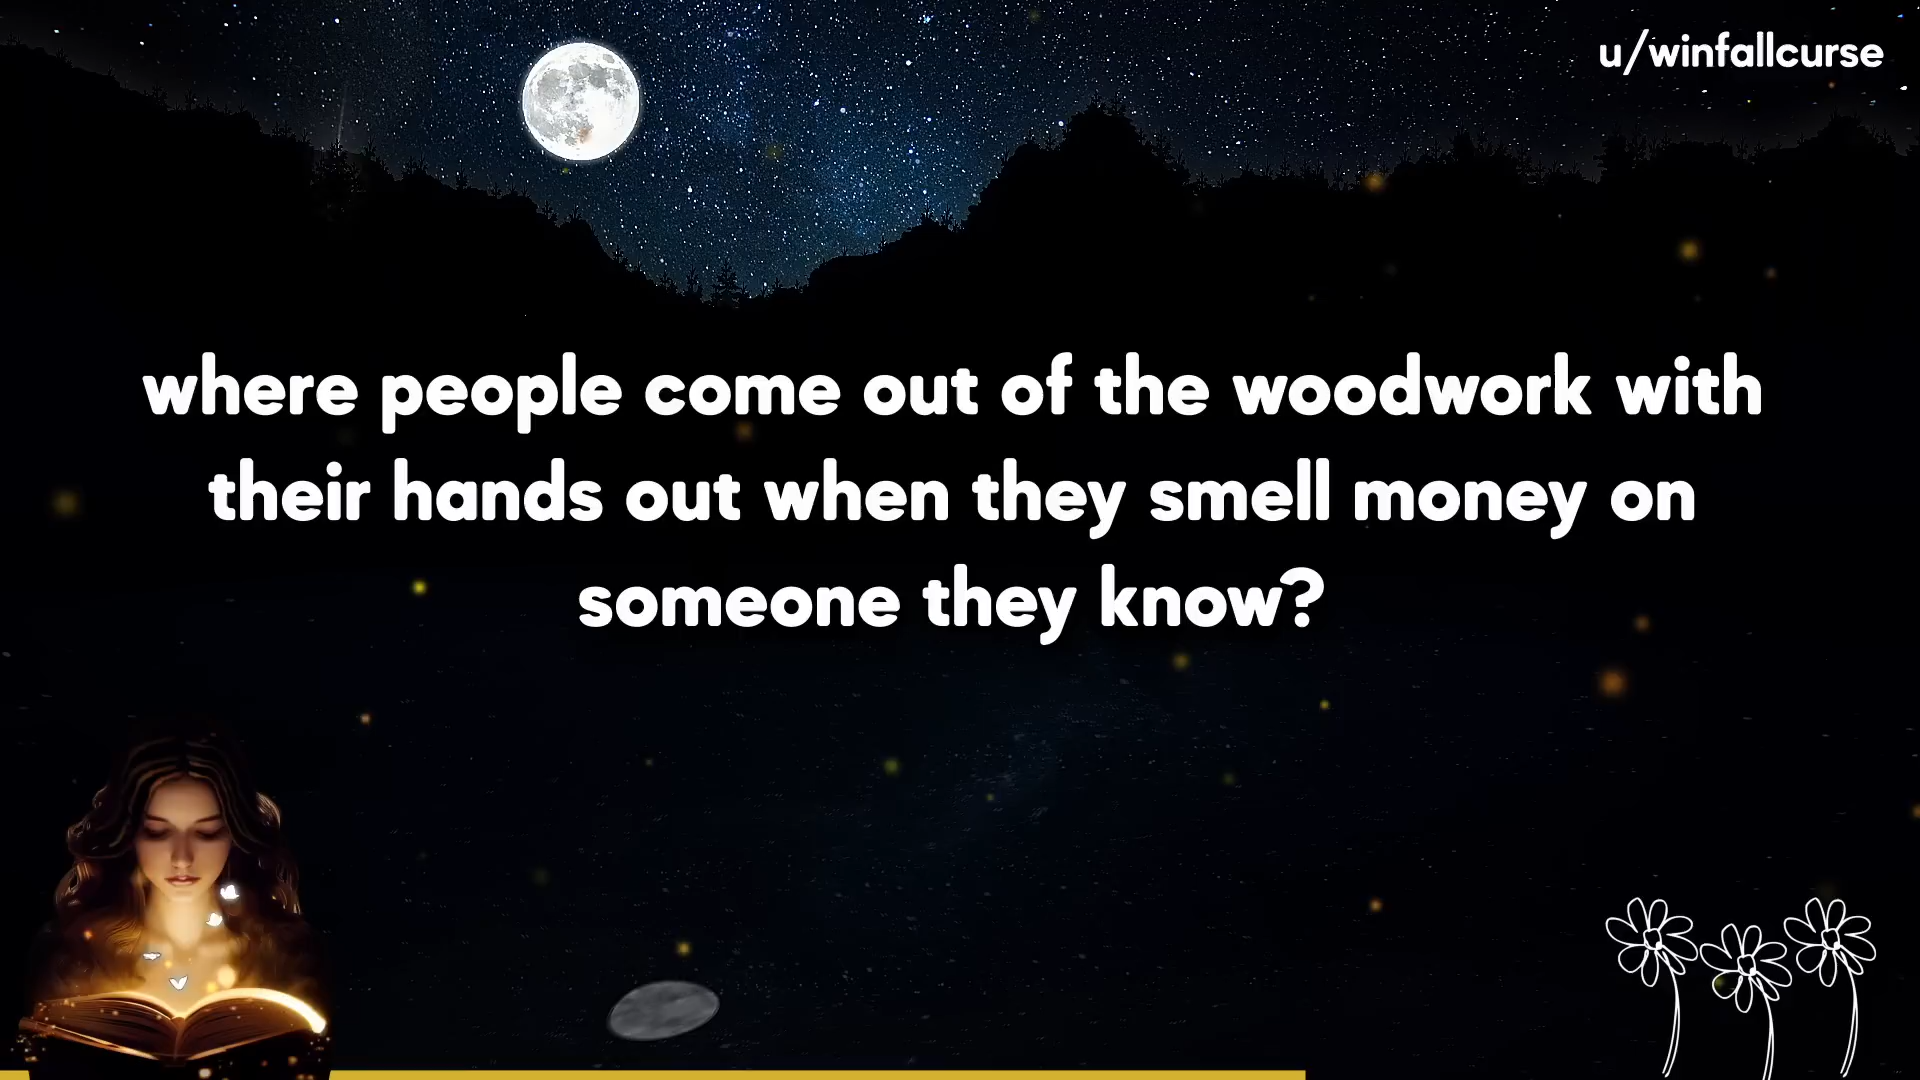 u/winfallcurse
where people come out of the woodwork with
their hands out when they smell money on
someone they know?